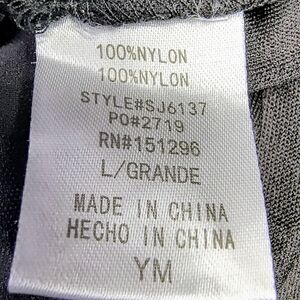 100%NYLON
100%NYLON
STYLE#SJ6137
PO#2719
RN#151296
L/GRANDE
MADE IN CHINA
HECHO IN CHINA
YM